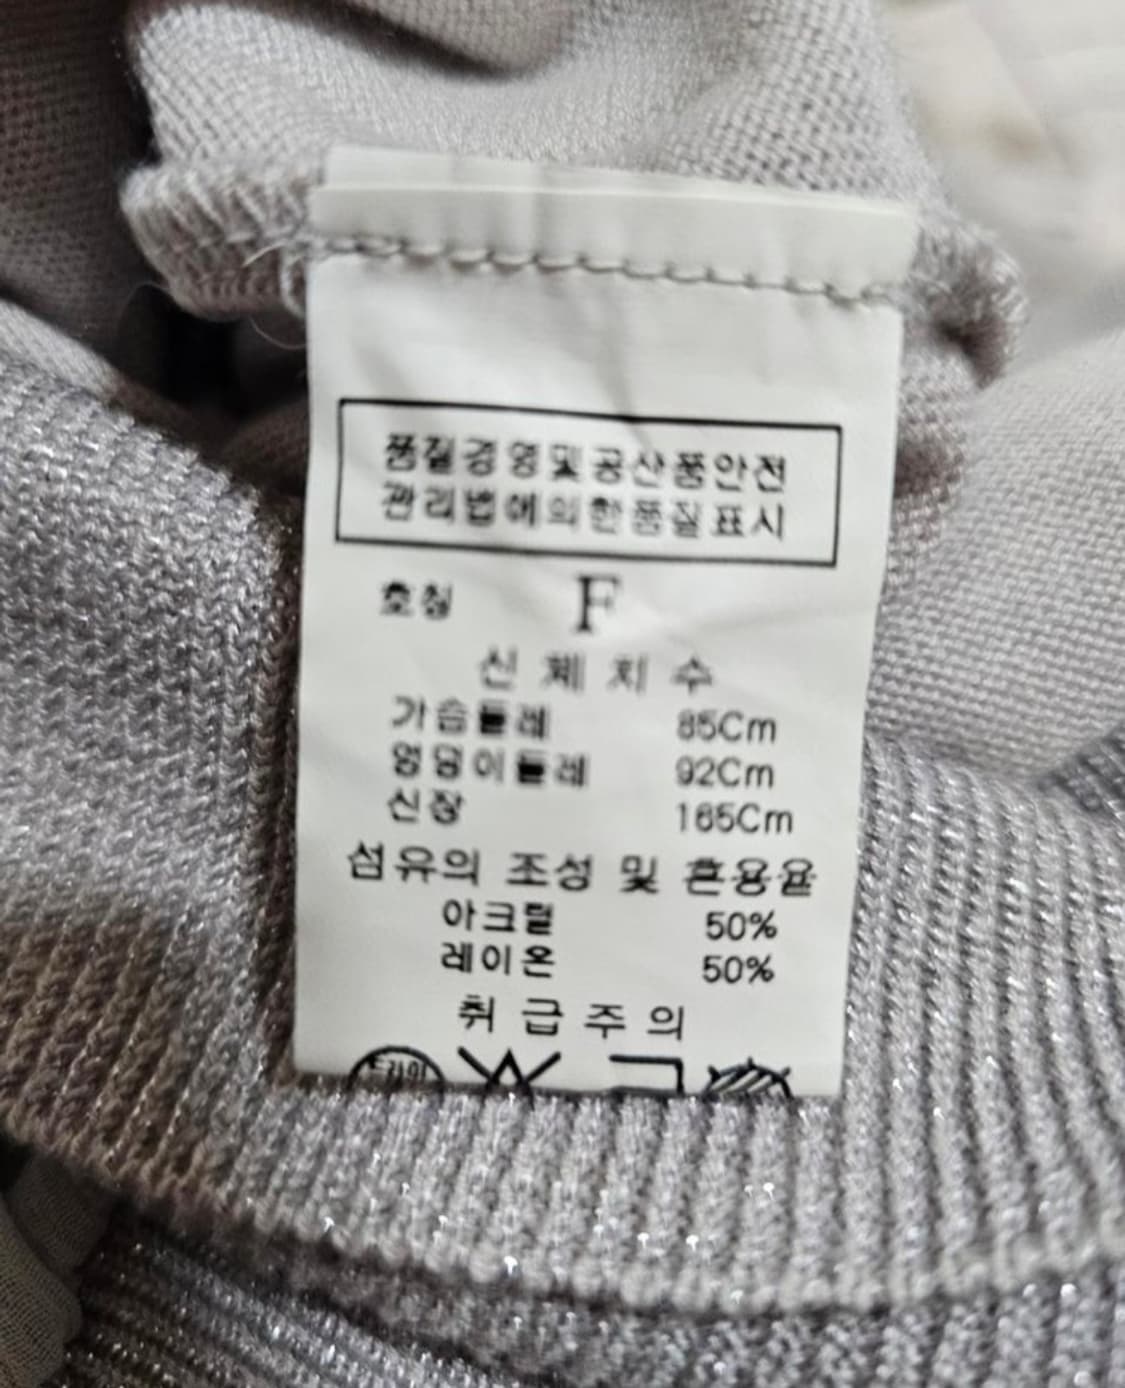 품질경영및공산품안전
관리법에의한품질표시
호칭 F
신체치수
가슴둘레 85Cm
엉덩이둘레 92Cm
신장 165Cm
섬유의 조성 및 혼용율
아크릴 50%
레이온 50%
취급주의
드라이